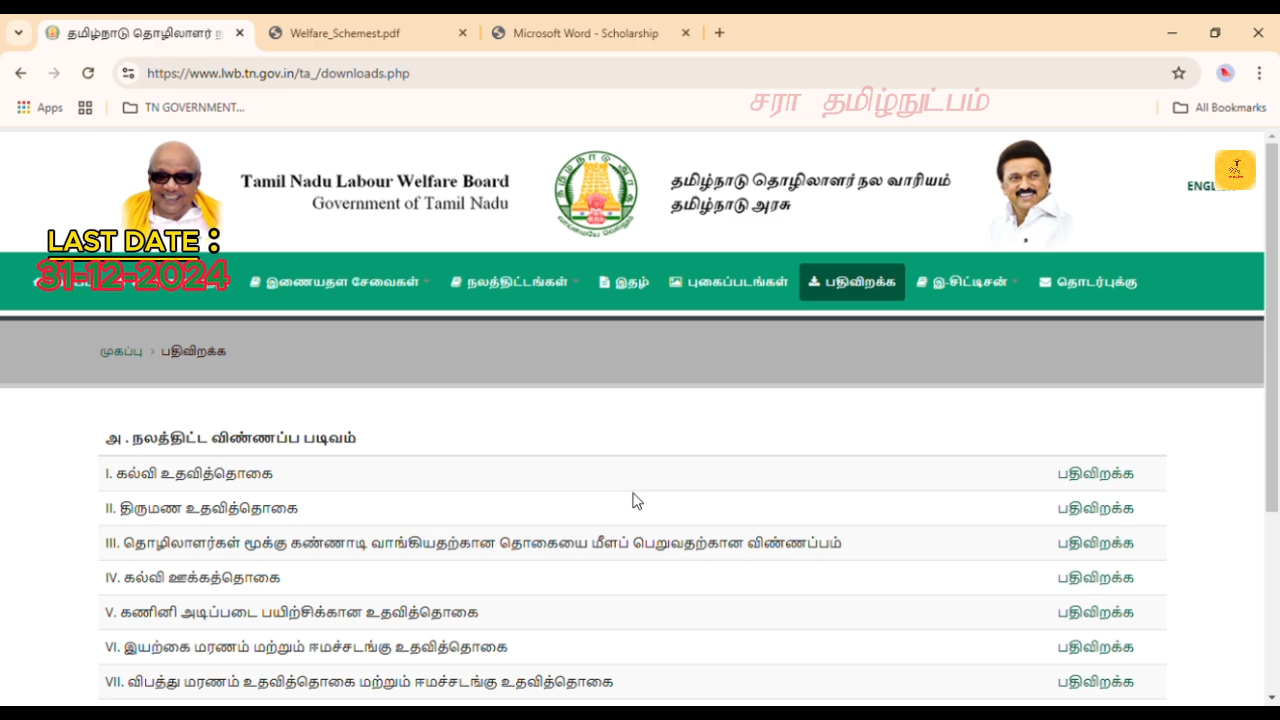 தமிழ்நாடு தொழிலாளர் ந
Welfare_Schemest.pdf
Microsoft Word - Scholarship
https://www.lwb.tn.gov.in/ta_/downloads.php
Apps
TN GOVERNMENT...
All Bookmarks
சரா தமிழ்நுட்பம்
Tamil Nadu Labour Welfare Board
Government of Tamil Nadu
தமிழ்நாடு தொழிலாளர் நல வாரியம்
தமிழ்நாடு அரசு
LAST DATE :
31-12-2024
இணையதள சேவைகள்
நலத்திட்டங்கள்
இதழ்
புகைப்படங்கள்
பதிவிறக்க
இ-சிட்டிசன்
தொடர்புக்கு
முகப்பு > பதிவிறக்க
அ . நலத்திட்ட விண்ணப்ப படிவம்
I. கல்வி உதவித்தொகை பதிவிறக்க
II. திருமண உதவித்தொகை பதிவிறக்க
III. தொழிலாளர்கள் மூக்கு கண்ணாடி வாங்கியதற்கான தொகையை மீளப் பெறுவதற்கான விண்ணப்பம் பதிவிறக்க
IV. கல்வி ஊக்கத்தொகை பதிவிறக்க
V. கணினி அடிப்படை பயிற்சிக்கான உதவித்தொகை பதிவிறக்க
VI. இயற்கை மரணம் மற்றும் ஈமச்சடங்கு உதவித்தொகை பதிவிறக்க
VII. விபத்து மரணம் உதவித்தொகை மற்றும் ஈமச்சடங்கு உதவித்தொகை பதிவிறக்க